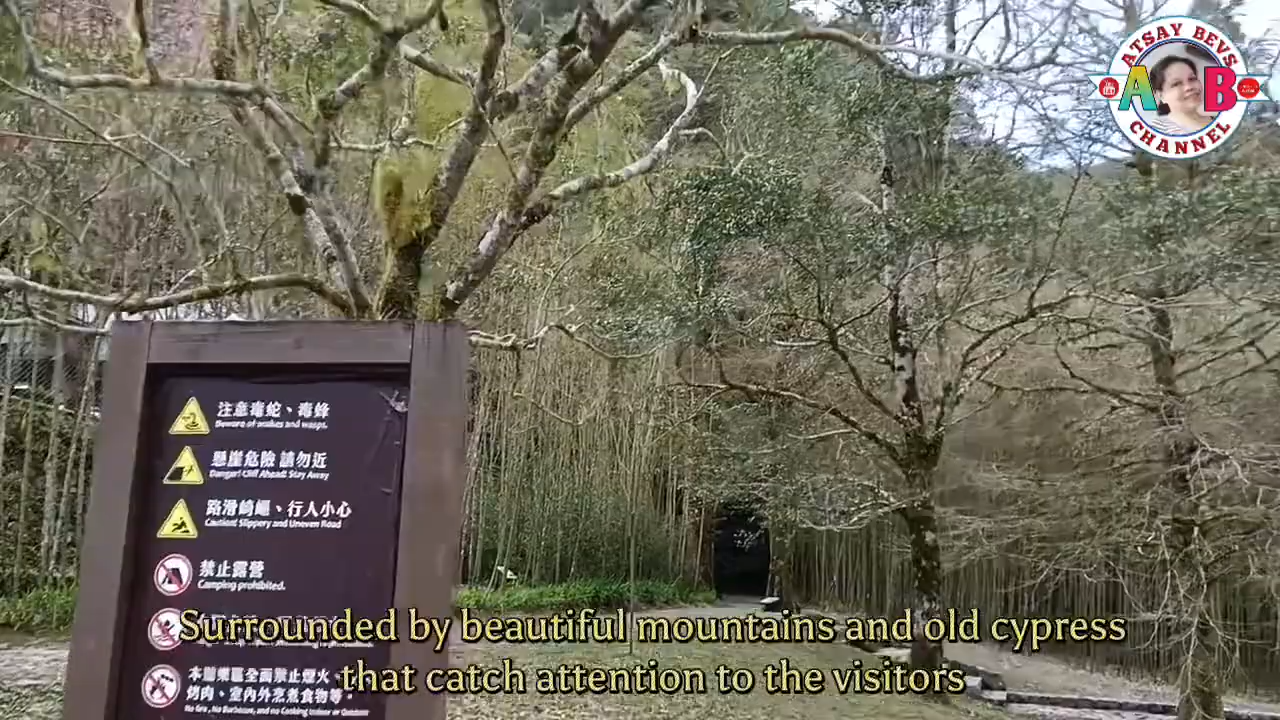 ATSAY BEVS
A B
CHANNEL
注意毒蛇、毒蜂
Beware of snakes and wasps.
懸崖危險 請勿近
Danger! Cliff Ahead! Stay Away
路滑崎嶇、行人小心
Caution! Slippery and Uneven Road
禁止露營
Camping prohibited.
Surrounded by beautiful mountains and old cypress
that catch attention to the visitors
本園樂區全面禁止煙火、
烤肉、室內外烹煮食物等。
No fire, No Barbecue, and no Cooking Indoor or Outdoor